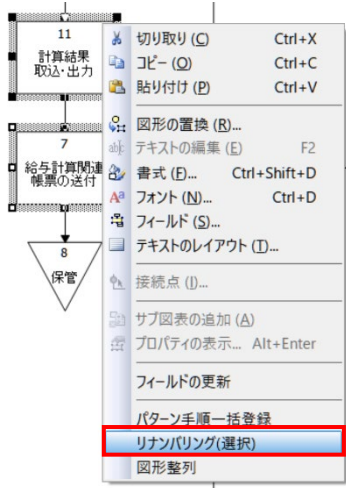 11
計算結果
取込・出力
7
給与計算関連
帳票の送付
8
保管
切り取り (C) Ctrl+X
コピー (O) Ctrl+C
貼り付け (P) Ctrl+V
図形の置換 (R)...
テキストの編集 (E) F2
書式 (F)... Ctrl+Shift+D
フォント (N)... Ctrl+D
フィールド (S)...
テキストのレイアウト (T)...
接続点 (I)...
サブ図表の追加 (A)
プロパティの表示... Alt+Enter
フィールドの更新
パターン手順一括登録
リナンバリング(選択)
図形整列